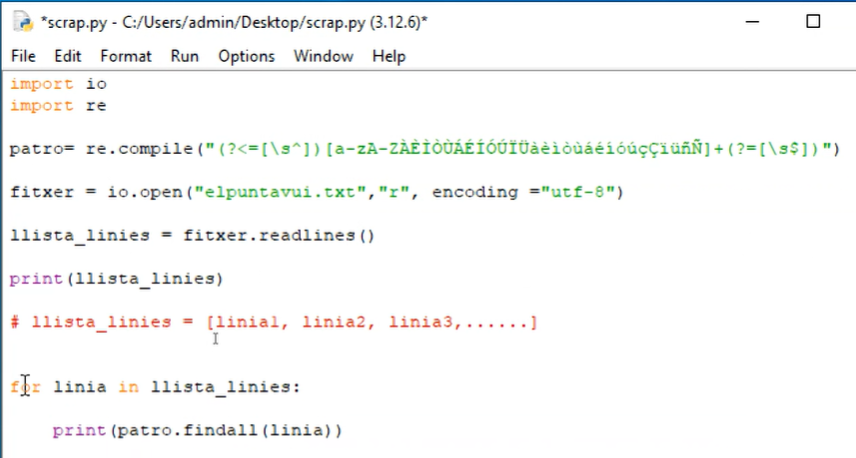 *scrap.py - C:/Users/admin/Desktop/scrap.py (3.12.6)*
File Edit Format Run Options Window Help
import io
import re
patro= re.compile("(?<=[\s^])[a-zA-ZÀÈÌÒÙÁÉÍÓÚÏÜàèìòùáéíóúçÇïüñÑ]+(?=[\s$])")
fitxer = io.open("elpuntavui.txt","r", encoding ="utf-8")
llista_linies = fitxer.readlines()
print(llista_linies)
# llista_linies = [linia1, linia2, linia3,......]
for linia in llista_linies:
print(patro.findall(linia))